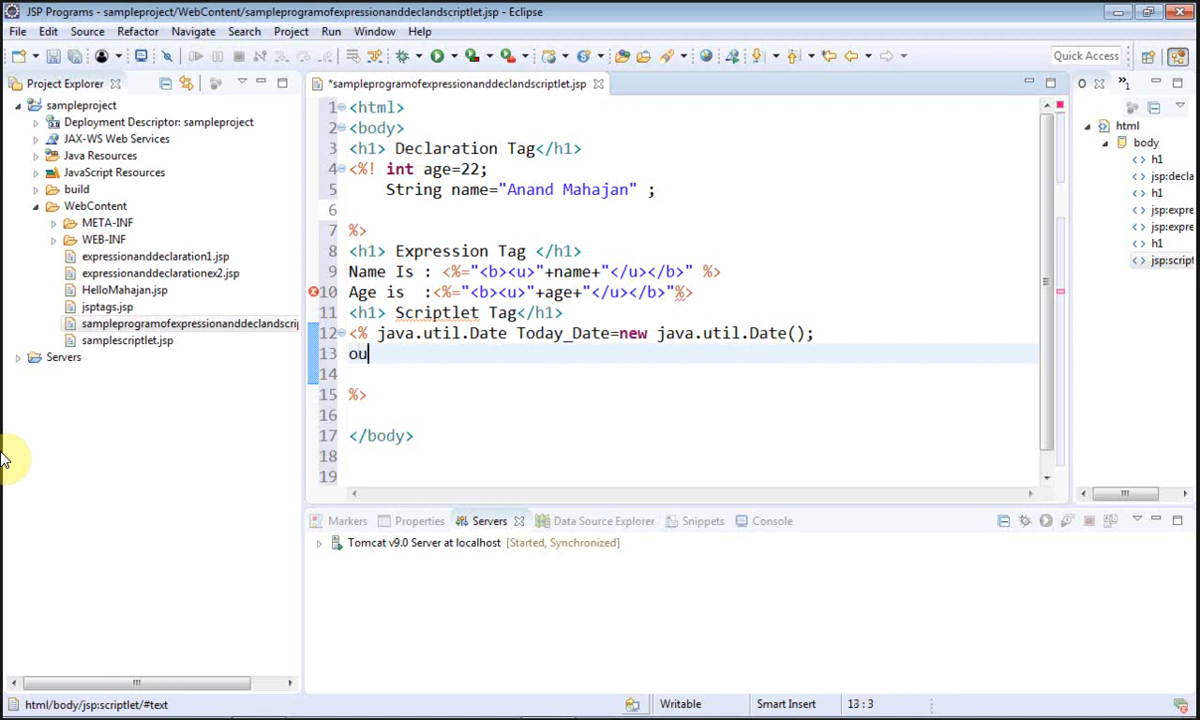 JSP Programs - sampleproject/WebContent/sampleprogramofexpressionanddeclandscriptlet.jsp - Eclipse
File Edit Source Refactor Navigate Search Project Run Window Help
Quick Access
Project Explorer
*sampleprogramofexpressionanddeclandscriptlet.jsp
O
»1
sampleproject
Deployment Descriptor: sampleproject
JAX-WS Web Services
Java Resources
JavaScript Resources
build
WebContent
META-INF
WEB-INF
expressionanddeclaration1.jsp
expressionanddeclarationex2.jsp
HelloMahajan.jsp
jsptags.jsp
sampleprogramofexpressionanddeclandscri
samplescriptlet.jsp
Servers
1 <html>
2 <body>
3 <h1> Declaration Tag</h1>
4 <%! int age=22;
5 String name="Anand Mahajan" ;
6
7 %>
8 <h1> Expression Tag </h1>
9 Name Is : <%="<b><u>"+name+"</u></b>" %>
10 Age is :<%="<b><u>"+age+"</u></b>"%>
11 <h1> Scriptlet Tag</h1>
12 <% java.util.Date Today_Date=new java.util.Date();
13 ou
14
15 %>
16
17 </body>
18
19
html
body
<> h1
<> jsp:decla
<> h1
<> jsp:expre
<> jsp:expre
<> h1
<> jsp:script
Markers Properties Servers Data Source Explorer Snippets Console
Tomcat v9.0 Server at localhost [Started, Synchronized]
html/body/jsp:scriptlet/#text
Writable
Smart Insert
13 : 3